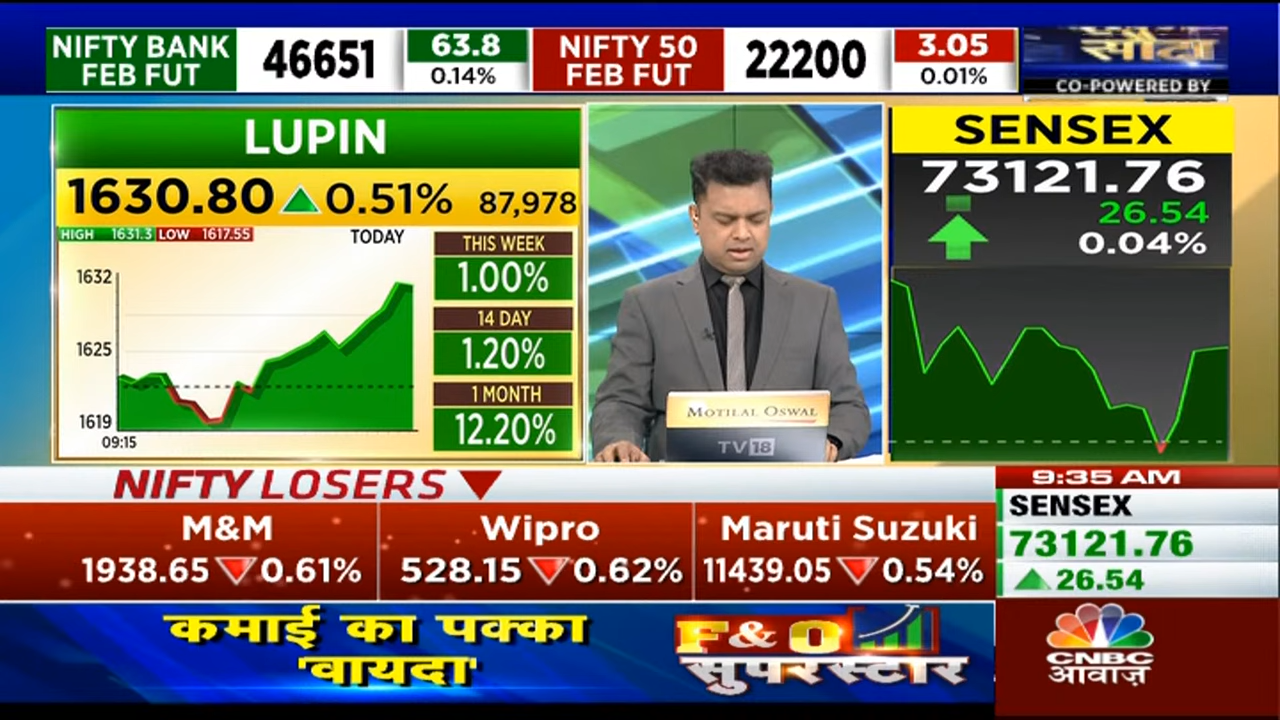 NIFTY BANK
FEB FUT
46651
63.8
0.14%
NIFTY 50
FEB FUT
22200
3.05
0.01%
सौदा
CO-POWERED BY
LUPIN
1630.80 0.51% 87,978
HIGH 1631.3 LOW 1617.55
TODAY
1632
1625
1619
09:15
THIS WEEK
1.00%
14 DAY
1.20%
1 MONTH
12.20%
MOTILAL OSWAL
TV18
SENSEX
73121.76
26.54
0.04%
NIFTY LOSERS
M&M
1938.65 0.61%
Wipro
528.15 0.62%
Maruti Suzuki
11439.05 0.54%
9:35 AM
SENSEX
73121.76
26.54
कमाई का पक्का
'वायदा'
F&O
सुपरस्टार
CNBC
आवाज़